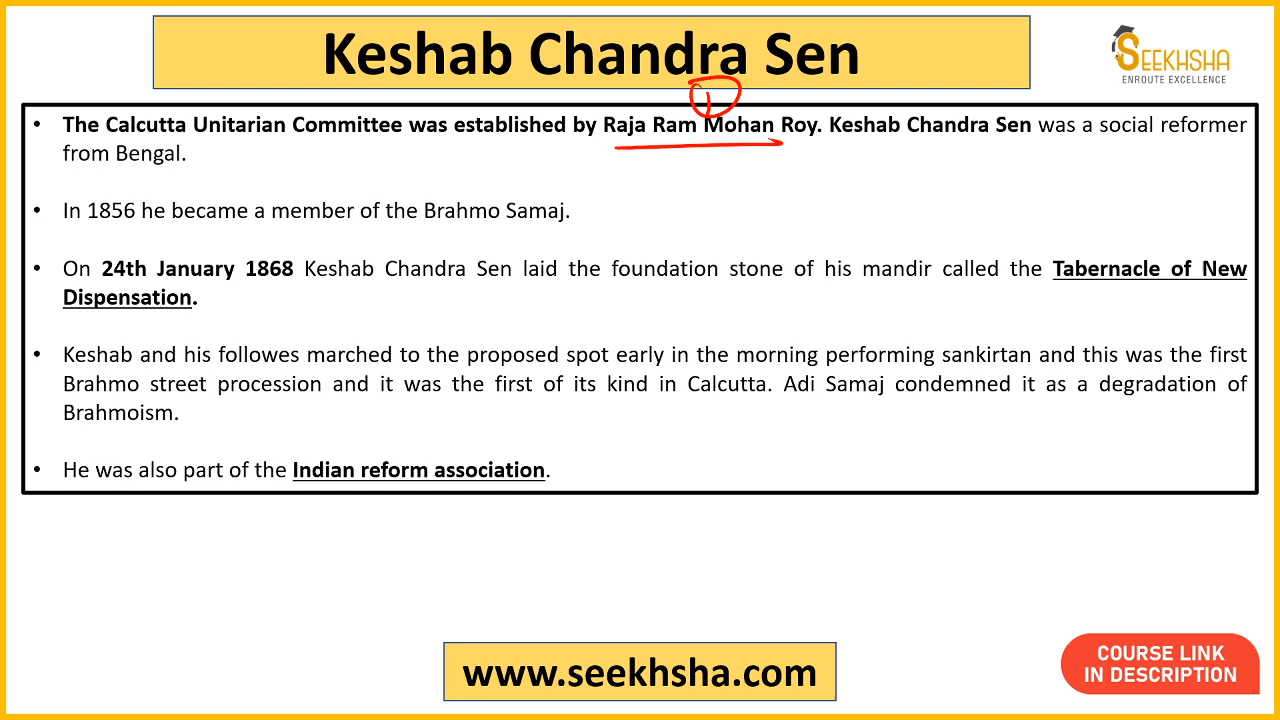 Keshab Chandra Sen
SEEKHSHA
ENROUTE EXCELLENCE
1
• The Calcutta Unitarian Committee was established by Raja Ram Mohan Roy. Keshab Chandra Sen was a social reformer
from Bengal.
• In 1856 he became a member of the Brahmo Samaj.
• On 24th January 1868 Keshab Chandra Sen laid the foundation stone of his mandir called the Tabernacle of New
Dispensation.
• Keshab and his followes marched to the proposed spot early in the morning performing sankirtan and this was the first
Brahmo street procession and it was the first of its kind in Calcutta. Adi Samaj condemned it as a degradation of
Brahmoism.
• He was also part of the Indian reform association.
www.seekhsha.com
COURSE LINK
IN DESCRIPTION